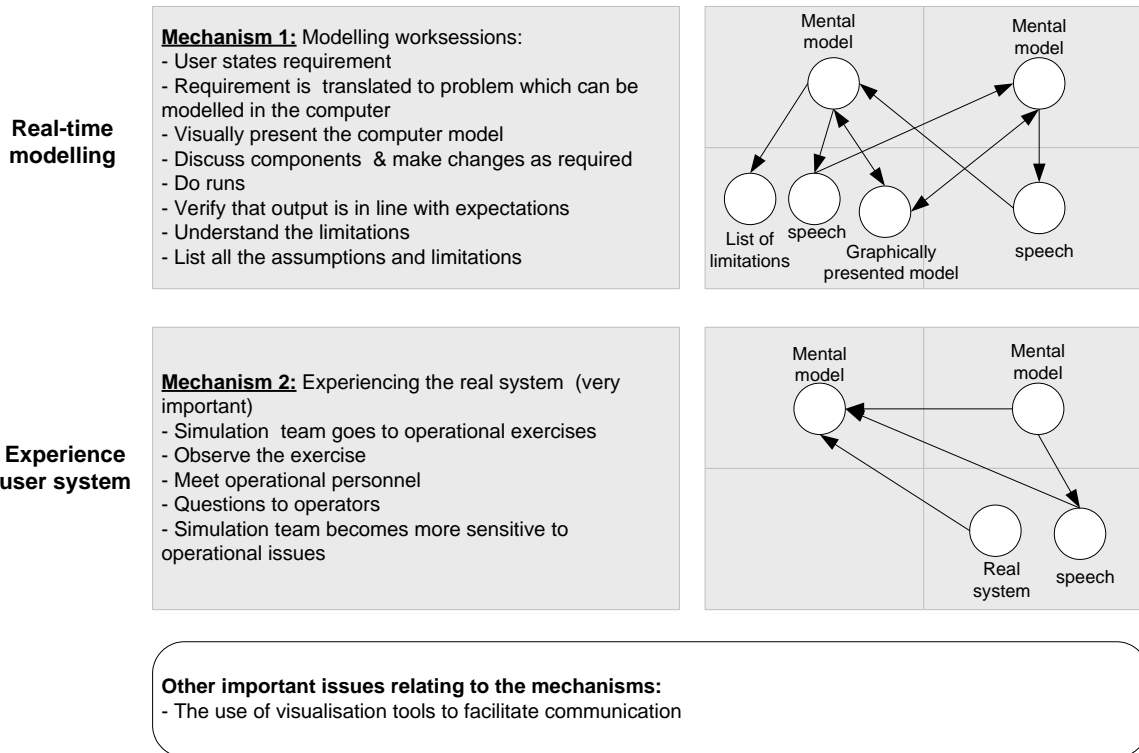 Real-time
modelling
Mechanism 1: Modelling worksessions:
- User states requirement
- Requirement is translated to problem which can be
modelled in the computer
- Visually present the computer model
- Discuss components & make changes as required
- Do runs
- Verify that output is in line with expectations
- Understand the limitations
- List all the assumptions and limitations
Mental
model
Mental
model
List of
limitations
speech
Graphically
presented model
speech
Experience
user system
Mechanism 2: Experiencing the real system (very
important)
- Simulation team goes to operational exercises
- Observe the exercise
- Meet operational personnel
- Questions to operators
- Simulation team becomes more sensitive to
operational issues
Mental
model
Mental
model
Real
system
speech
Other important issues relating to the mechanisms:
- The use of visualisation tools to facilitate communication